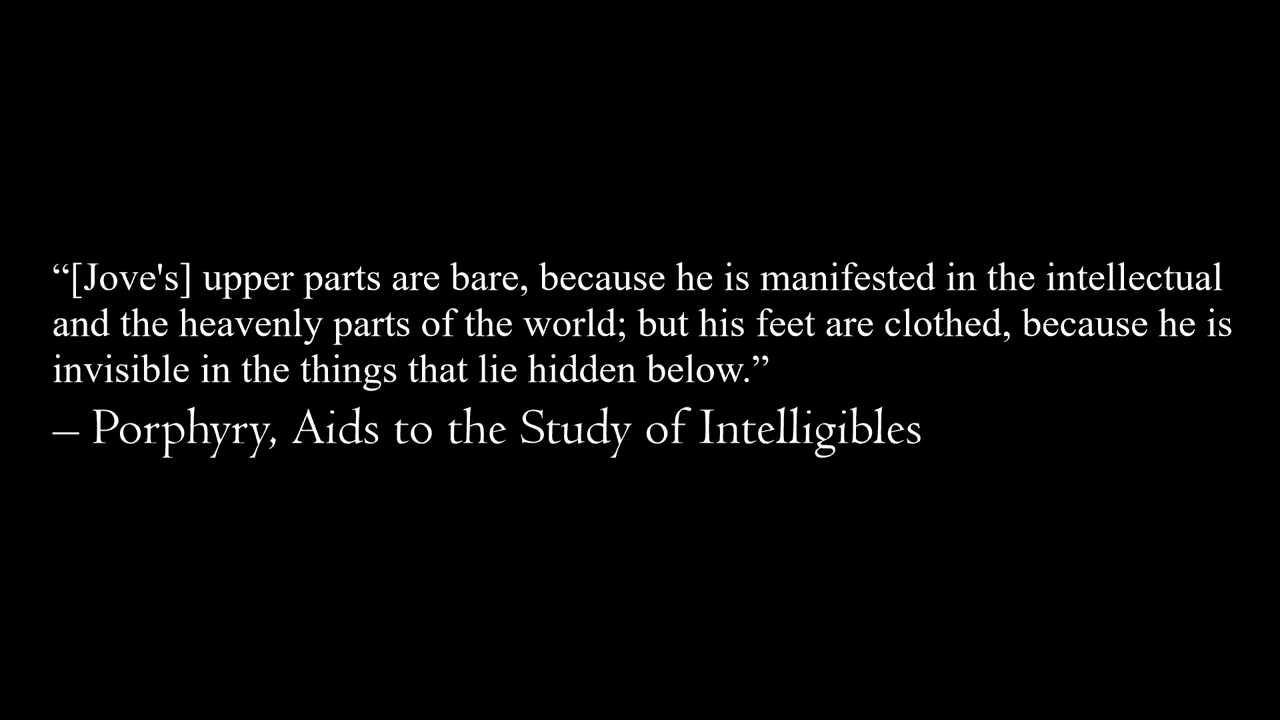 “[Jove's] upper parts are bare, because he is manifested in the intellectual
and the heavenly parts of the world; but his feet are clothed, because he is
invisible in the things that lie hidden below.”
– Porphyry, Aids to the Study of Intelligibles